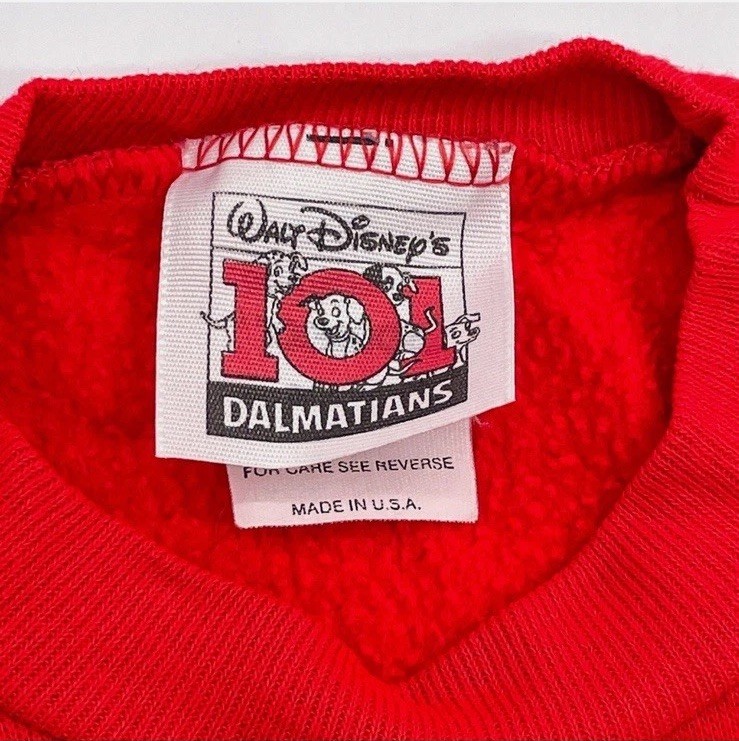 WALT DISNEY'S
101
DALMATIANS
FOR CARE SEE REVERSE
MADE IN U.S.A.